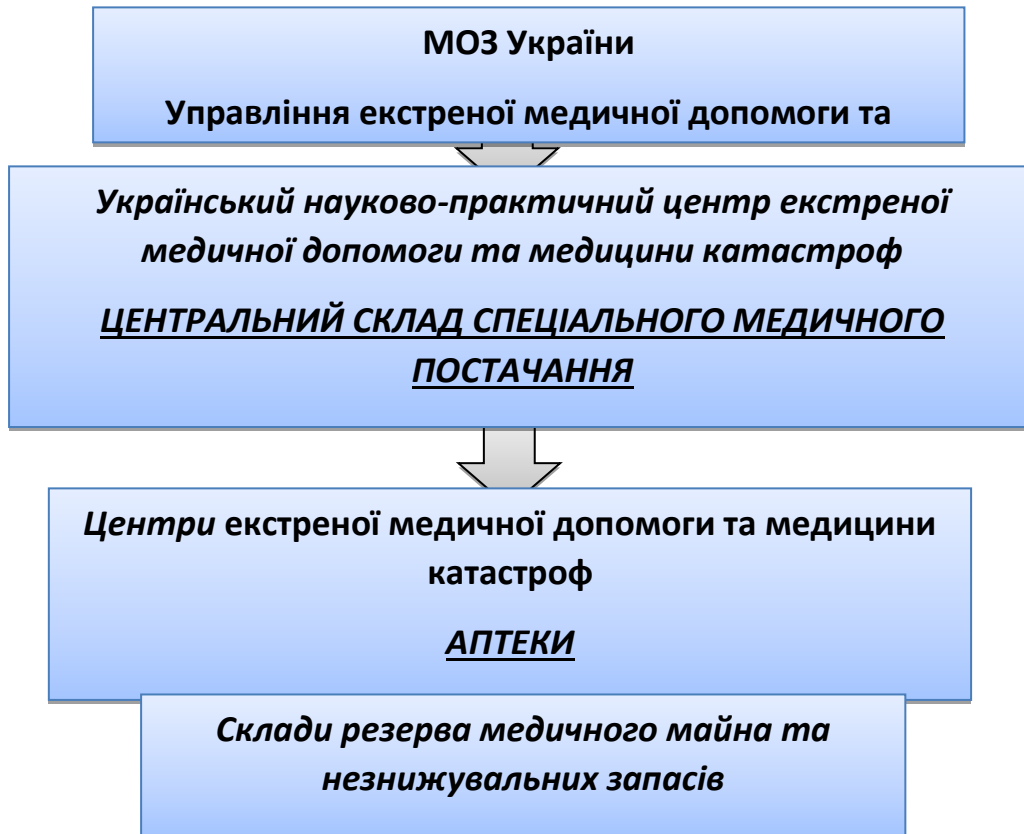 МОЗ України
Управління екстреної медичної допомоги та
Український науково-практичний центр екстреної
медичної допомоги та медицини катастроф
ЦЕНТРАЛЬНИЙ СКЛАД СПЕЦІАЛЬНОГО МЕДИЧНОГО
ПОСТАЧАННЯ
Центри екстреної медичної допомоги та медицини
катастроф
АПТЕКИ
Склади резерва медичного майна та
незнижувальних запасів